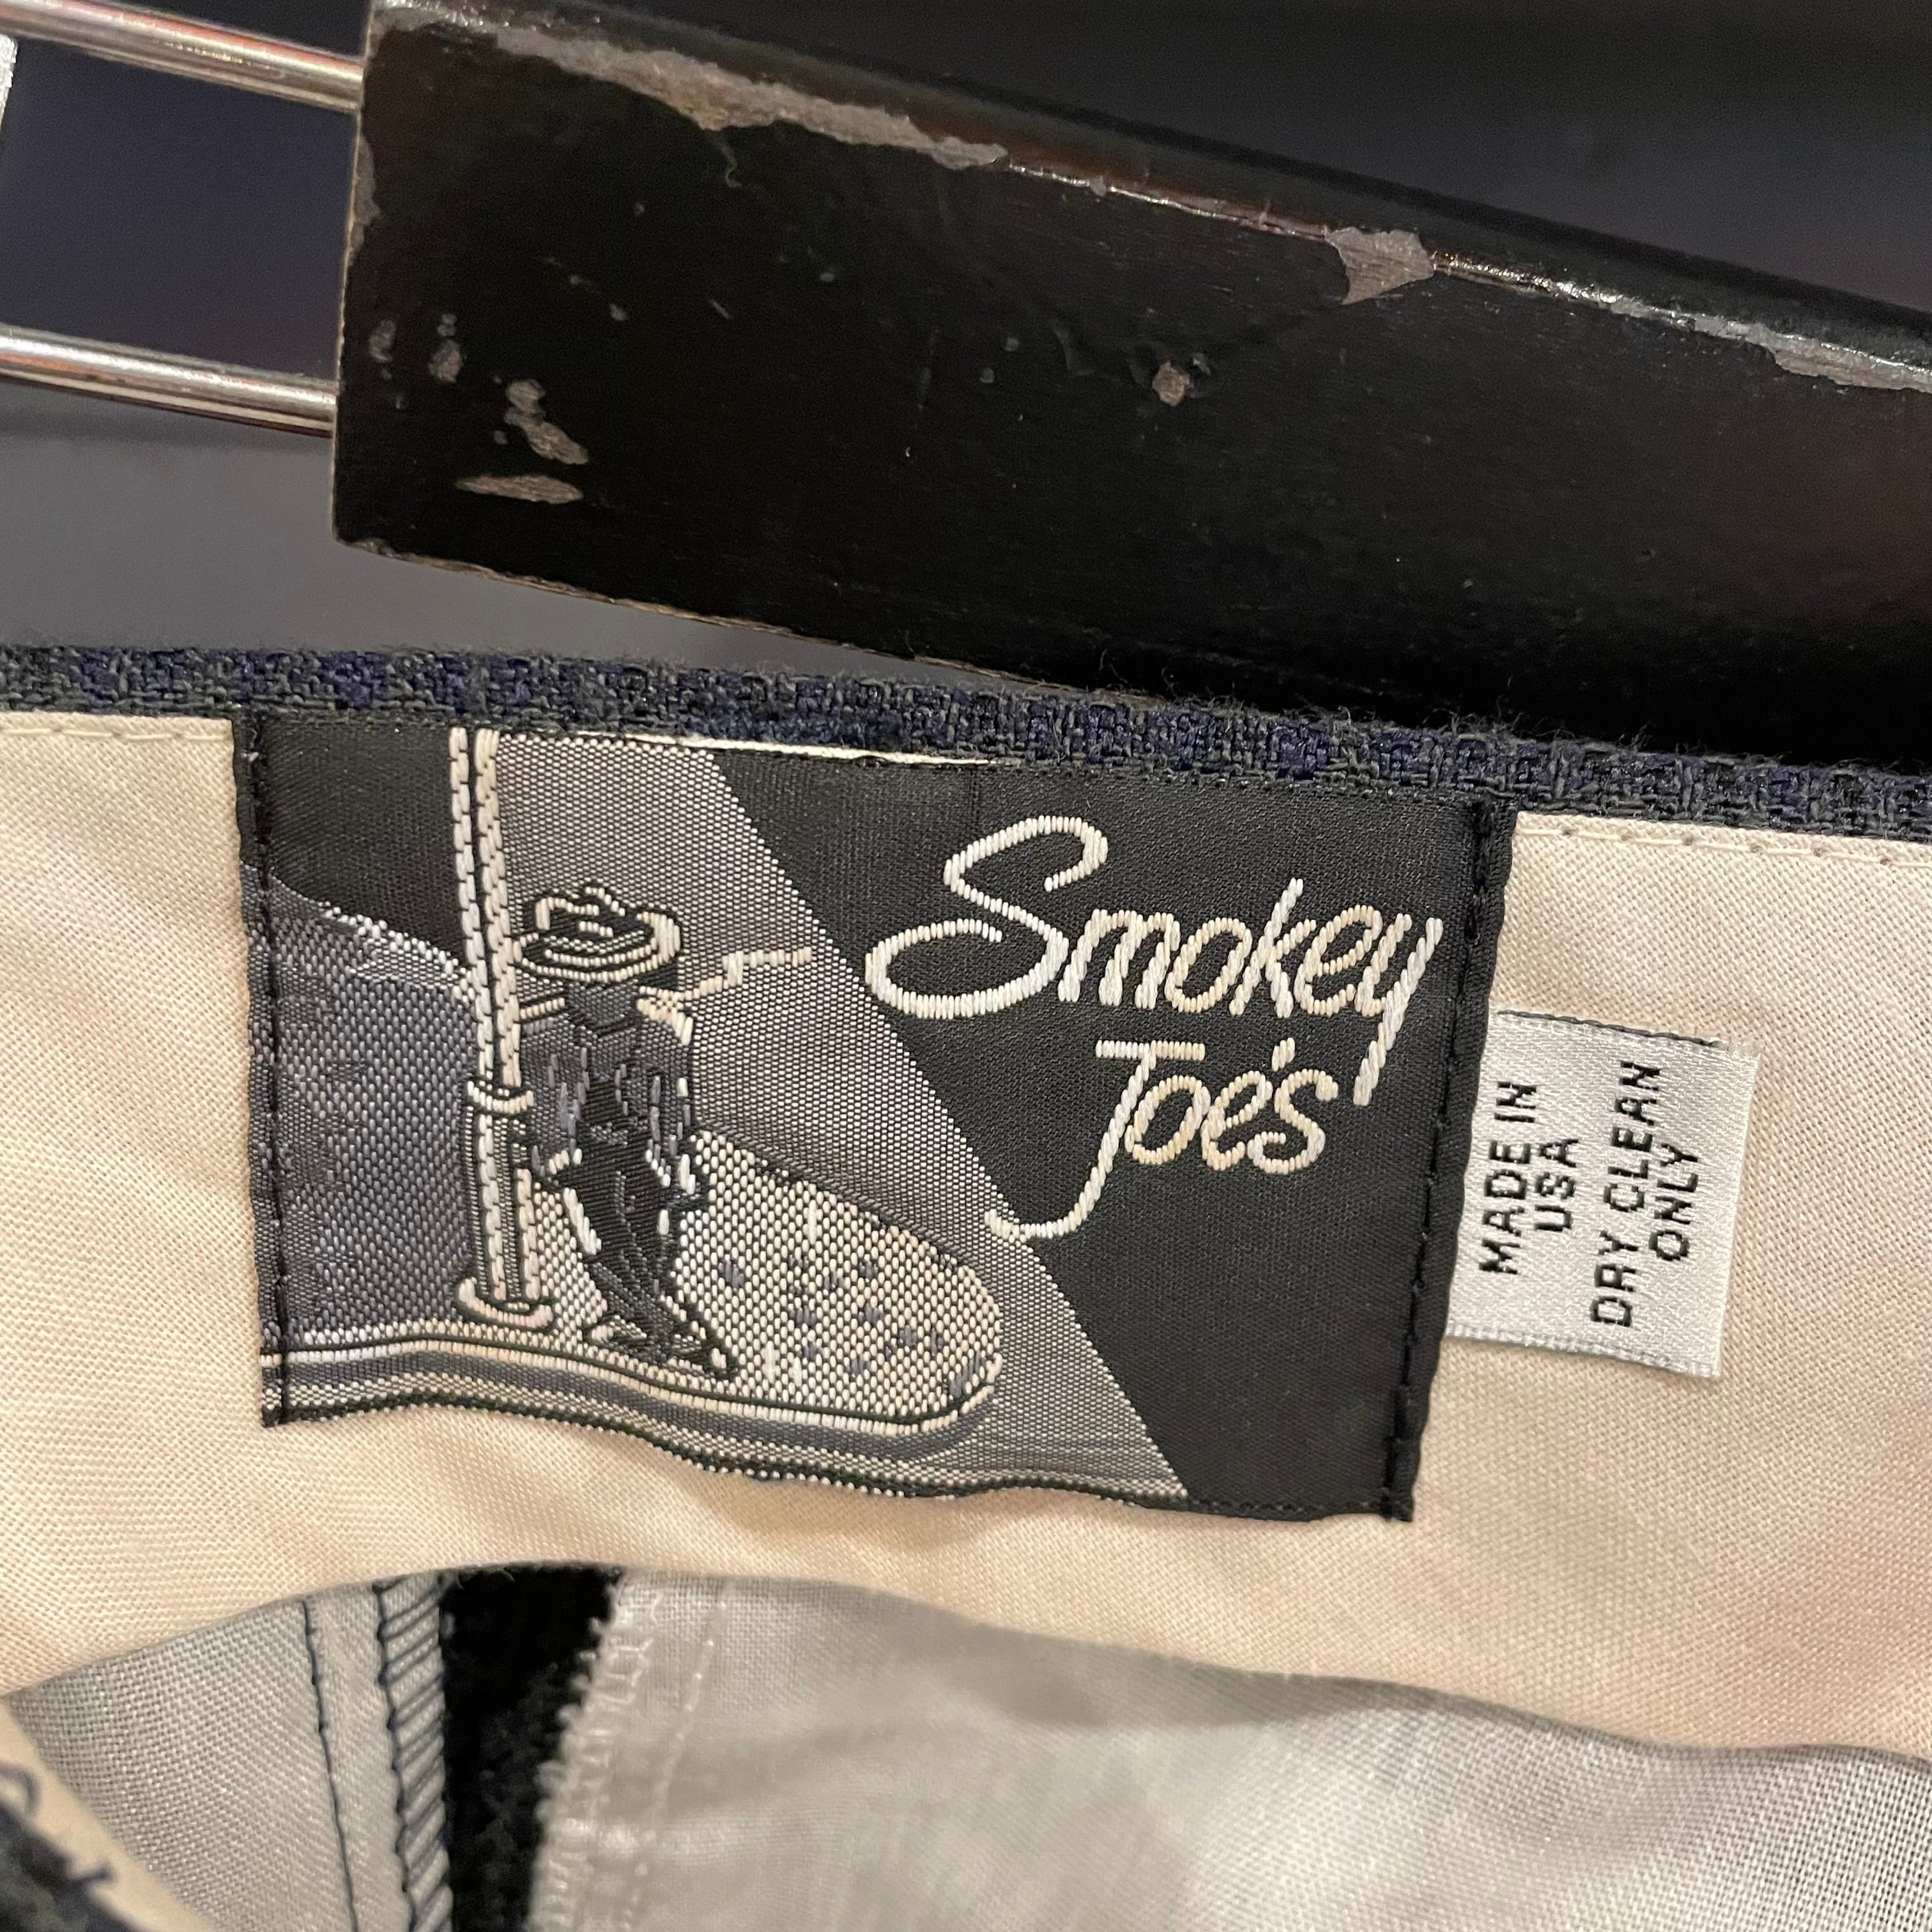 Smokey
Joe's
MADE IN
USA
DRY CLEAN
ONLY